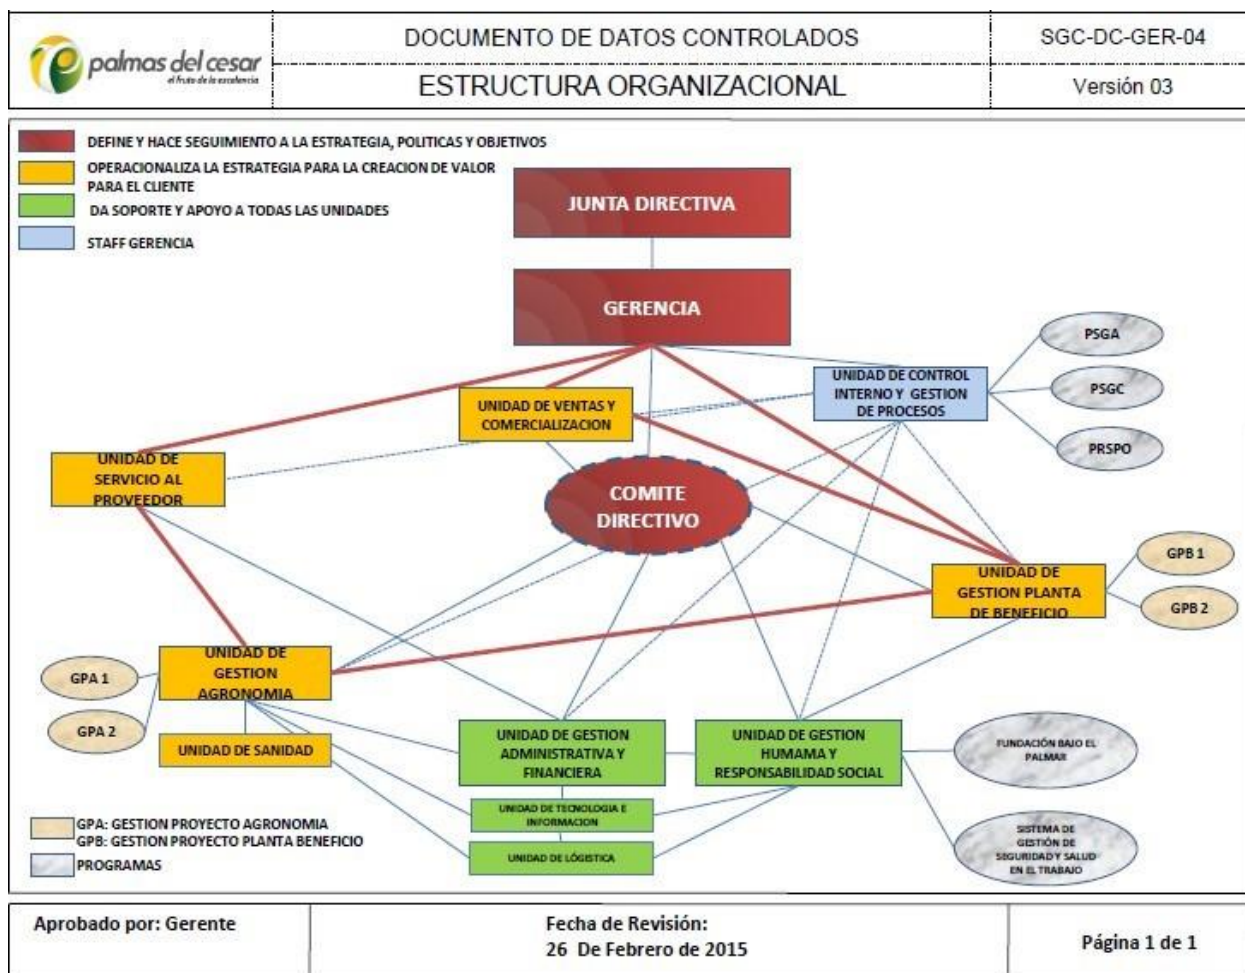 palmas del cesar
el fruto de la excelencia
DOCUMENTO DE DATOS CONTROLADOS
ESTRUCTURA ORGANIZACIONAL
SGC-DC-GER-04
Versión 03
DEFINE Y HACE SEGUIMIENTO A LA ESTRATEGIA, POLITICAS Y OBJETIVOS
OPERACIONALIZA LA ESTRATEGIA PARA LA CREACION DE VALOR
PARA EL CLIENTE
DA SOPORTE Y APOYO A TODAS LAS UNIDADES
STAFF GERENCIA
JUNTA DIRECTIVA
GERENCIA
PSGA
PSGC
PRSPO
UNIDAD DE CONTROL
INTERNO Y GESTION
DE PROCESOS
UNIDAD DE VENTAS Y
COMERCIALIZACION
UNIDAD DE
SERVICIO AL
PROVEEDOR
COMITE
DIRECTIVO
GPB 1
GPB 2
UNIDAD DE
GESTION PLANTA
DE BENEFICIO
UNIDAD DE
GESTION
AGRONOMIA
GPA 1
GPA 2
UNIDAD DE SANIDAD
UNIDAD DE GESTION
ADMINISTRATIVA Y
FINANCIERA
UNIDAD DE GESTION
HUMAMA Y
RESPONSABILIDAD SOCIAL
FUNDACIÓN BAJO EL
PALMAR
UNIDAD DE TECNOLOGIA E
INFORMACION
UNIDAD DE LÓGISTICA
SISTEMA DE
GESTIÓN DE
SEGURIDAD Y SALUD
EN EL TRABAJO
GPA: GESTION PROYECTO AGRONOMIA
GPB: GESTION PROYECTO PLANTA BENEFICIO
PROGRAMAS
Aprobado por: Gerente
Fecha de Revisión:
26 De Febrero de 2015
Página 1 de 1